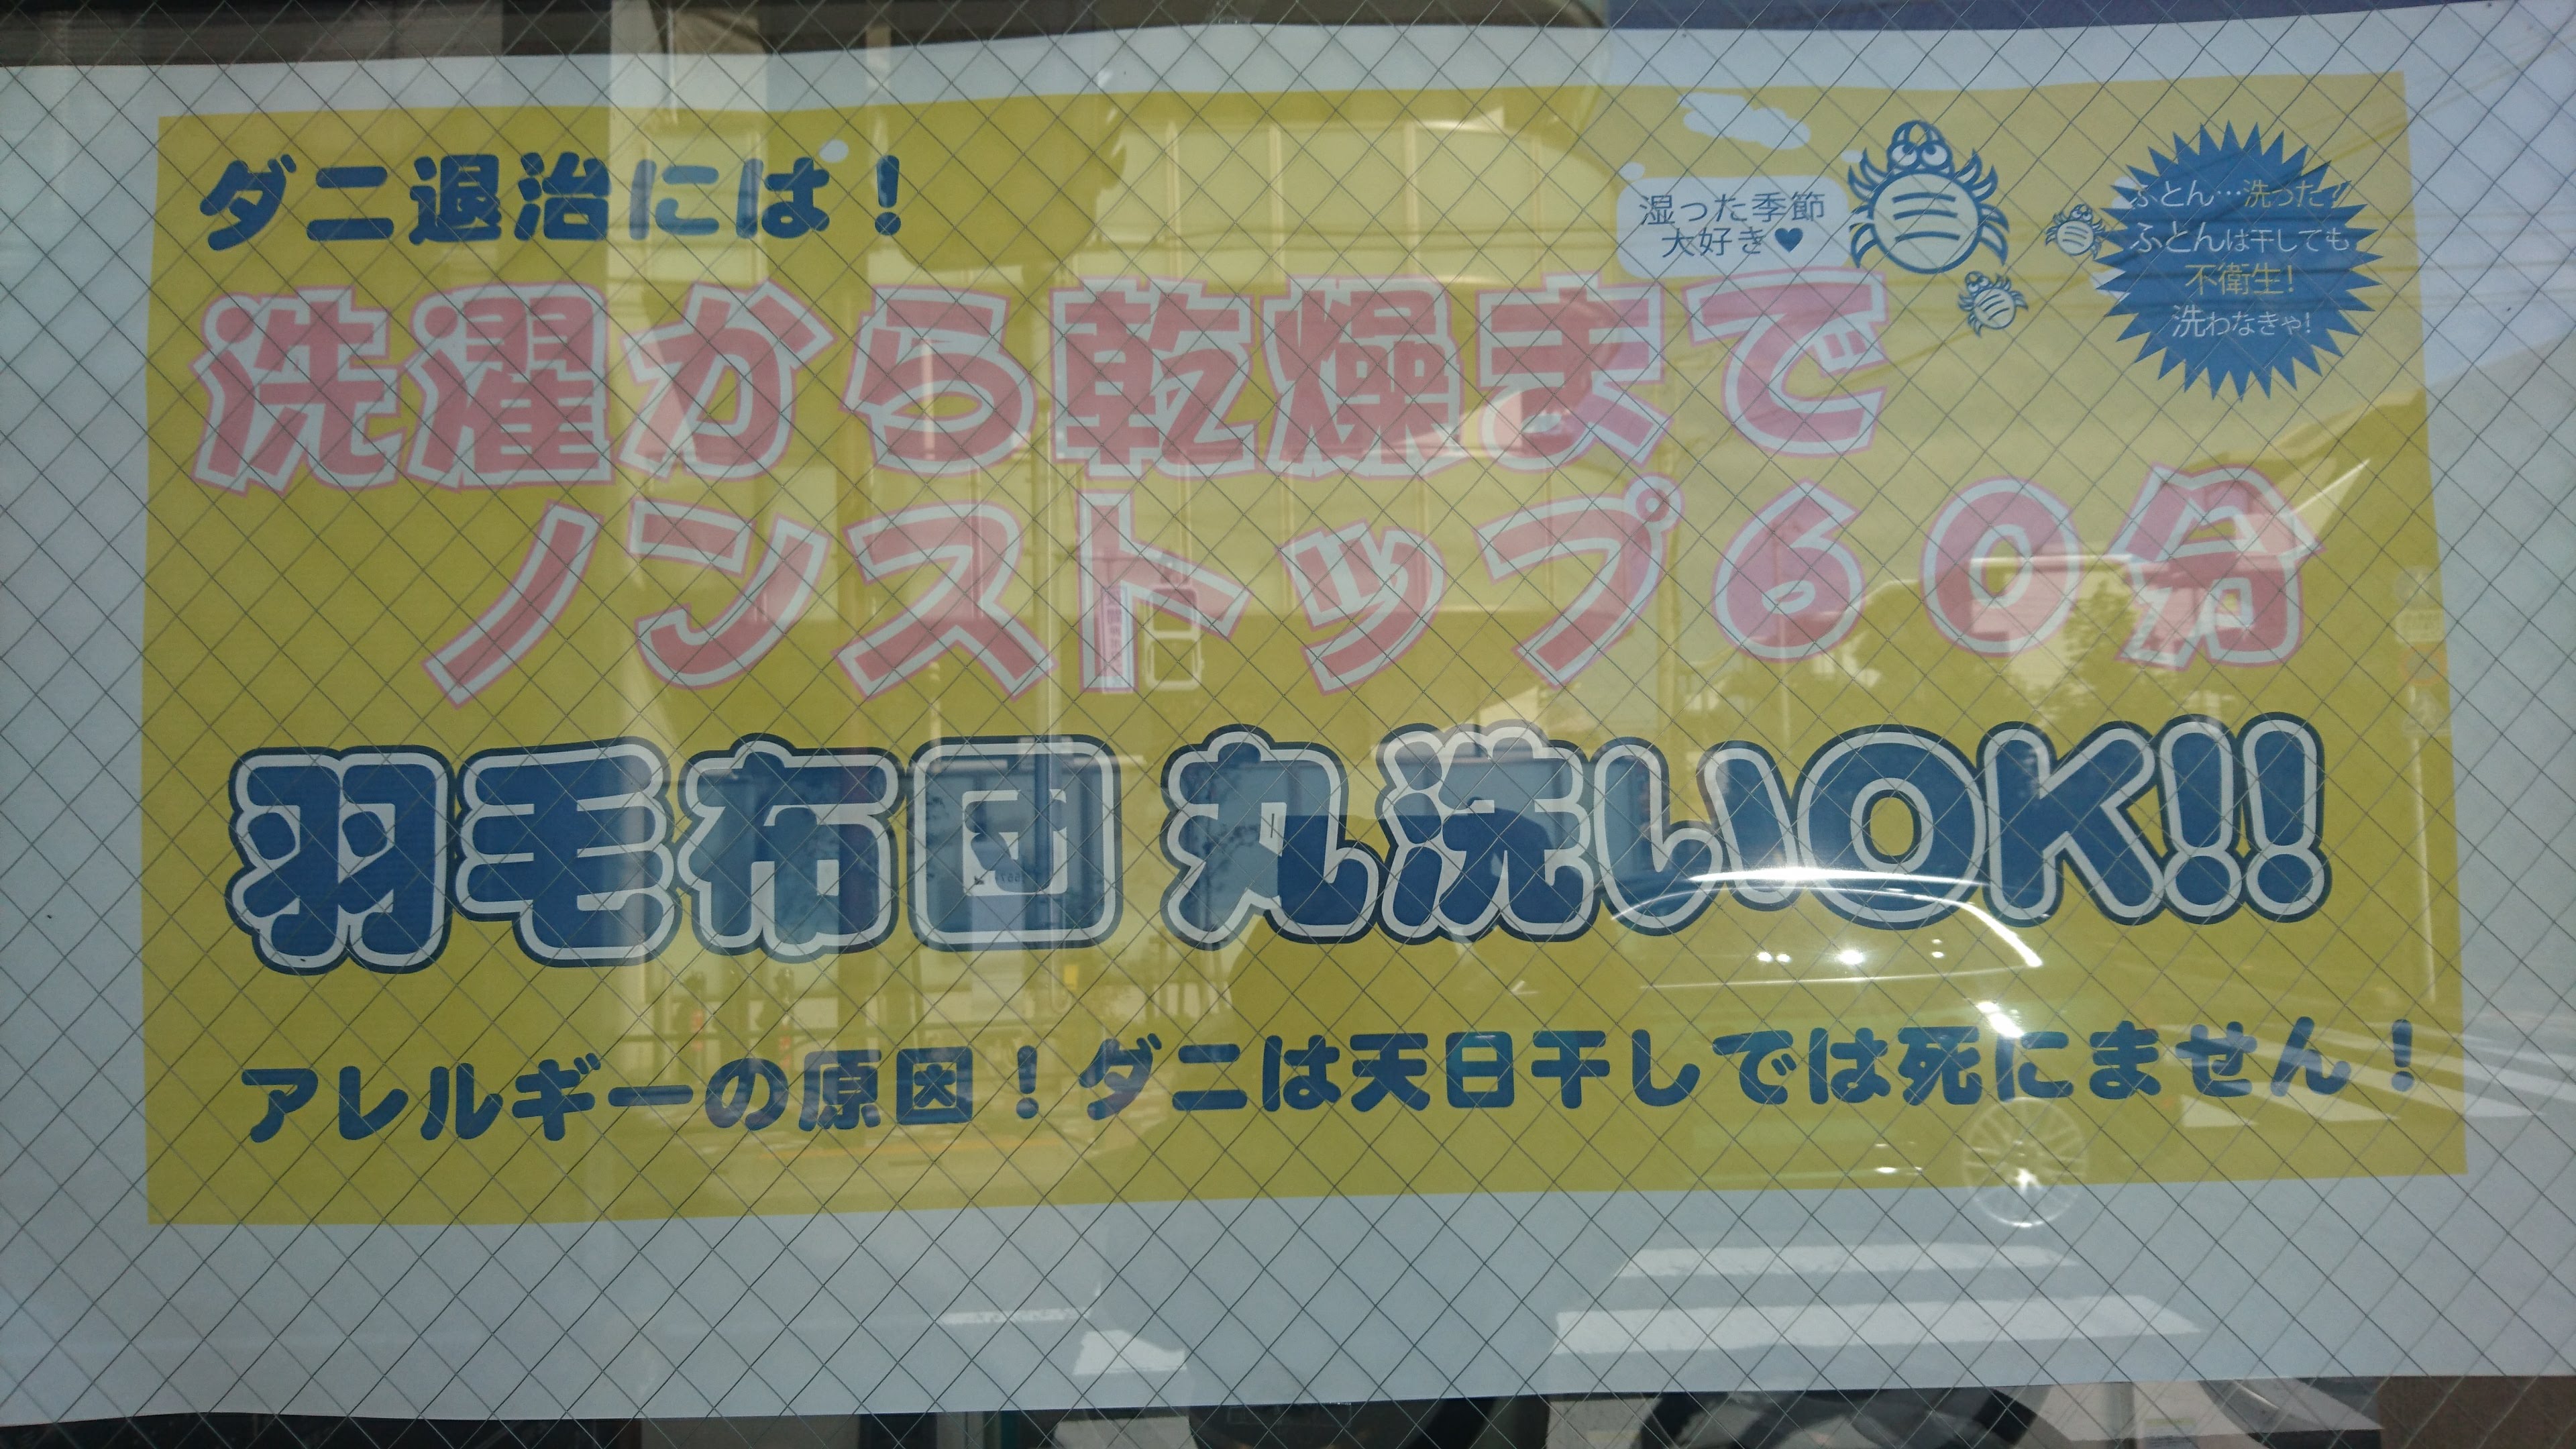 ダニ退治には！
湿った季節
大好き♥
ふとん…洗った？
ふとんは干しても
不衛生！
洗わなきゃ！
洗濯から乾燥まで
ノンストップ６０分
羽毛布団 丸洗いOK!!
アレルギーの原因！ダニは天日干しでは死にません！